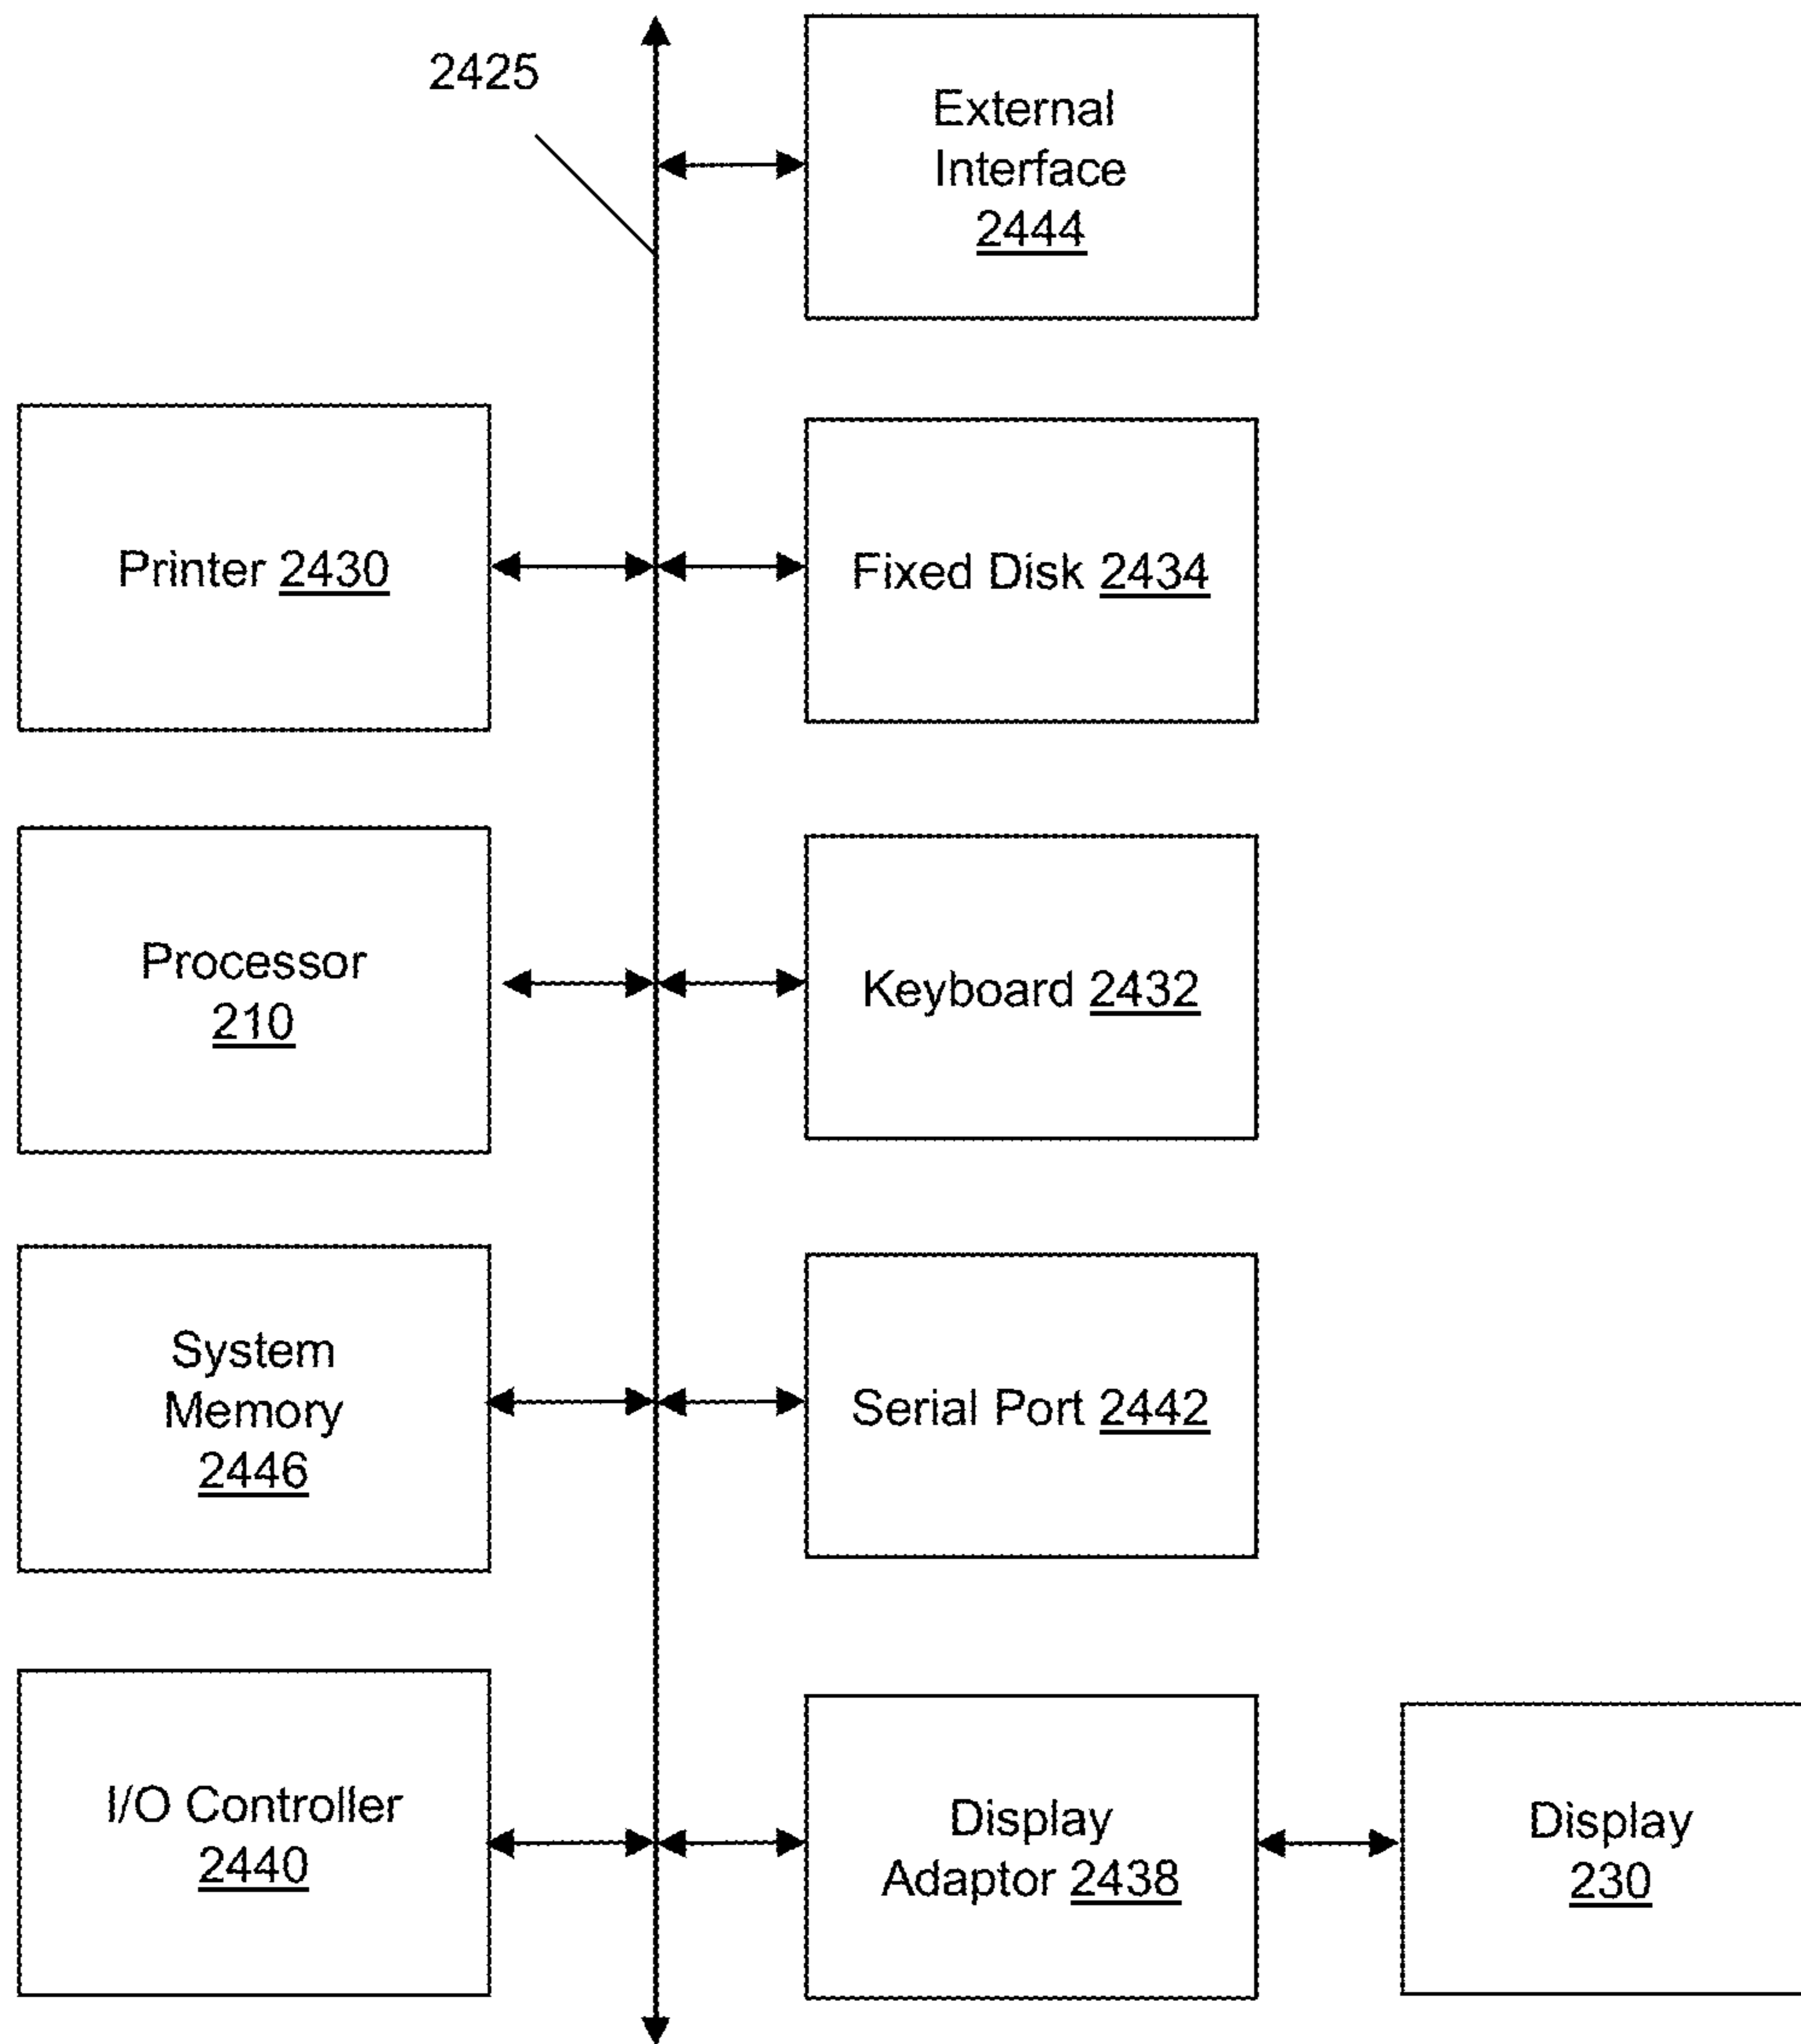 2425
External
Interface
2444
Printer 2430
Fixed Disk 2434
Processor
210
Keyboard 2432
System
Memory
2446
Serial Port 2442
I/O Controller
2440
Display
Adaptor 2438
Display
230